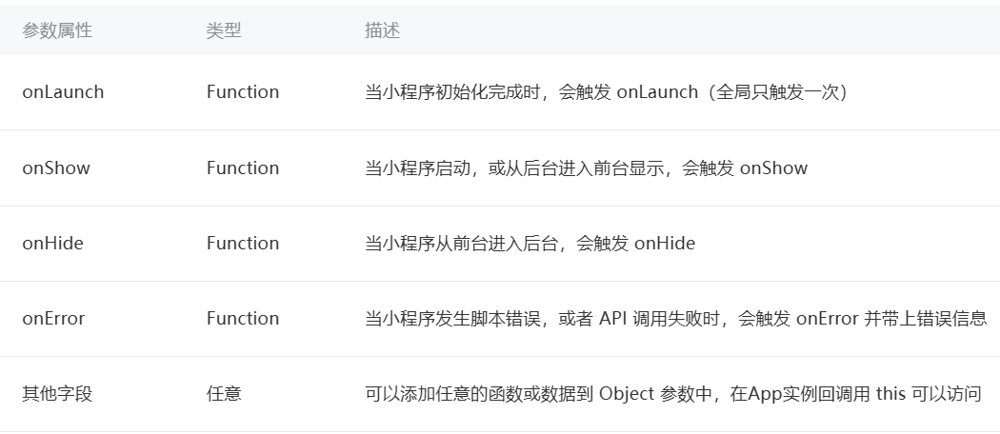 参数属性 类型 描述
onLaunch Function 当小程序初始化完成时，会触发 onLaunch（全局只触发一次）
onShow Function 当小程序启动，或从后台进入前台显示，会触发 onShow
onHide Function 当小程序从前台进入后台，会触发 onHide
onError Function 当小程序发生脚本错误，或者 API 调用失败时，会触发 onError 并带上错误信息
其他字段 任意 可以添加任意的函数或数据到 Object 参数中，在App实例回调用 this 可以访问